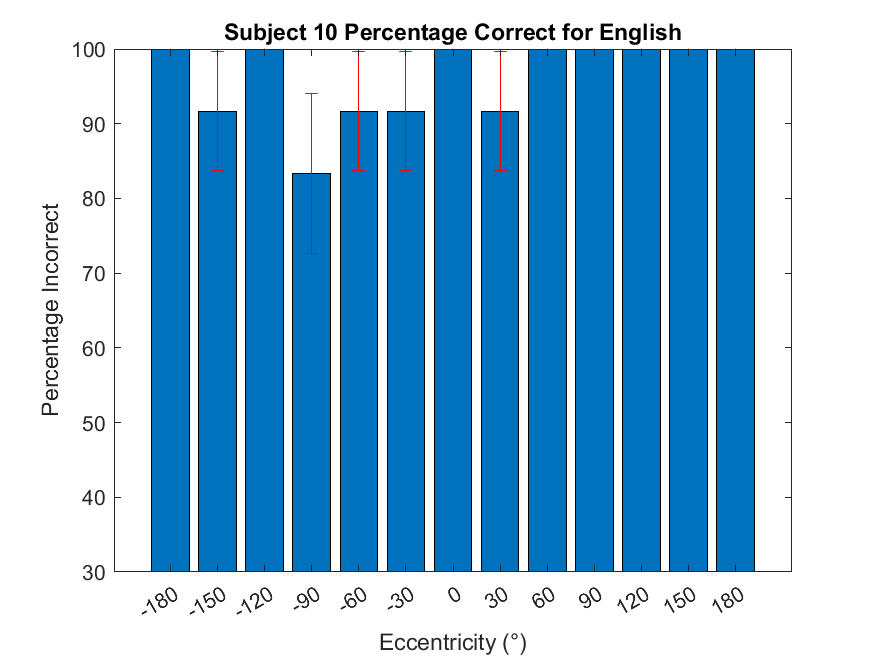 Subject 10 Percentage Correct for English
100
90
80
70
60
50
40
30
Percentage Incorrect
-180 -150 -120 -90 -60 -30 0 30 60 90 120 150 180
Eccentricity (°)